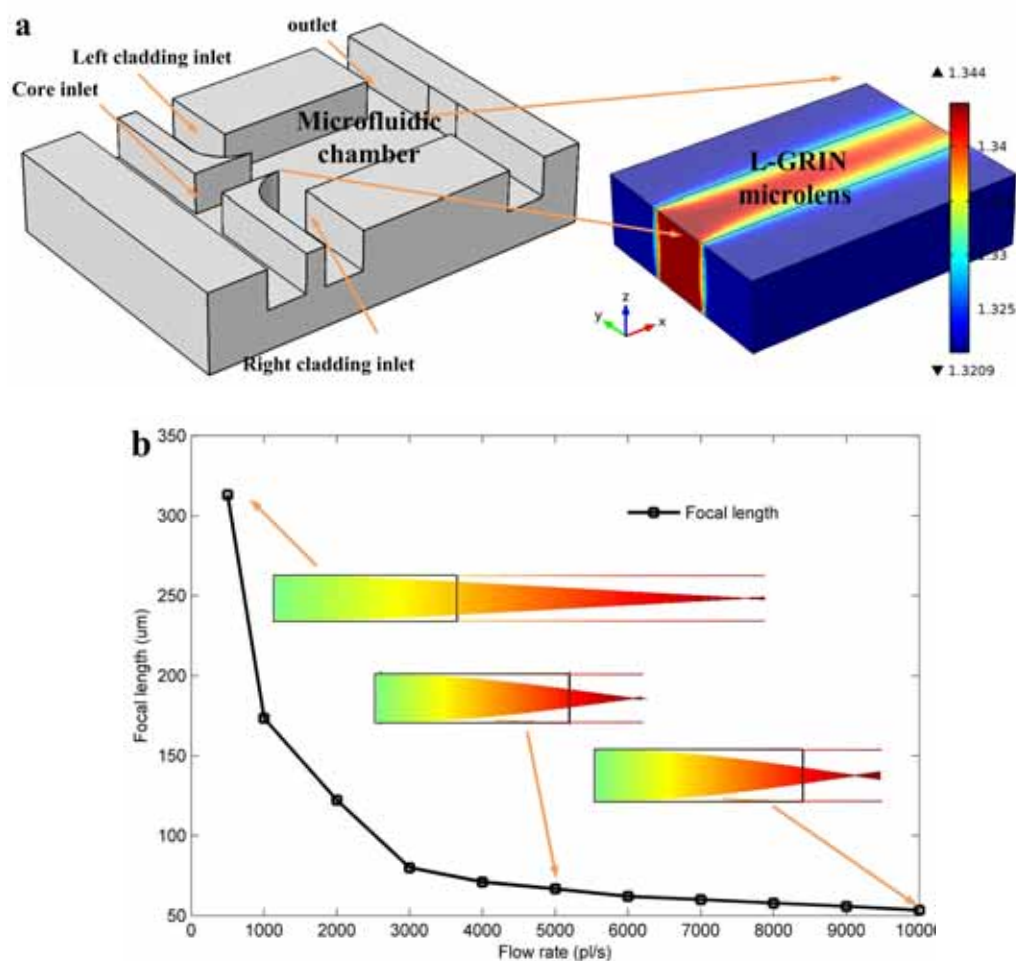 a
outlet
Left cladding inlet
Core inlet
Microfluidic
chamber
Right cladding inlet
L-GRIN
microlens
z
y
x
▲ 1.344
1.34
1.33
1.325
▼ 1.3209
b
350
300
250
200
150
100
50
Focal length (um)
Focal length
0
1000
2000
3000
4000
5000
6000
7000
8000
9000
10000
Flow rate (pl/s)